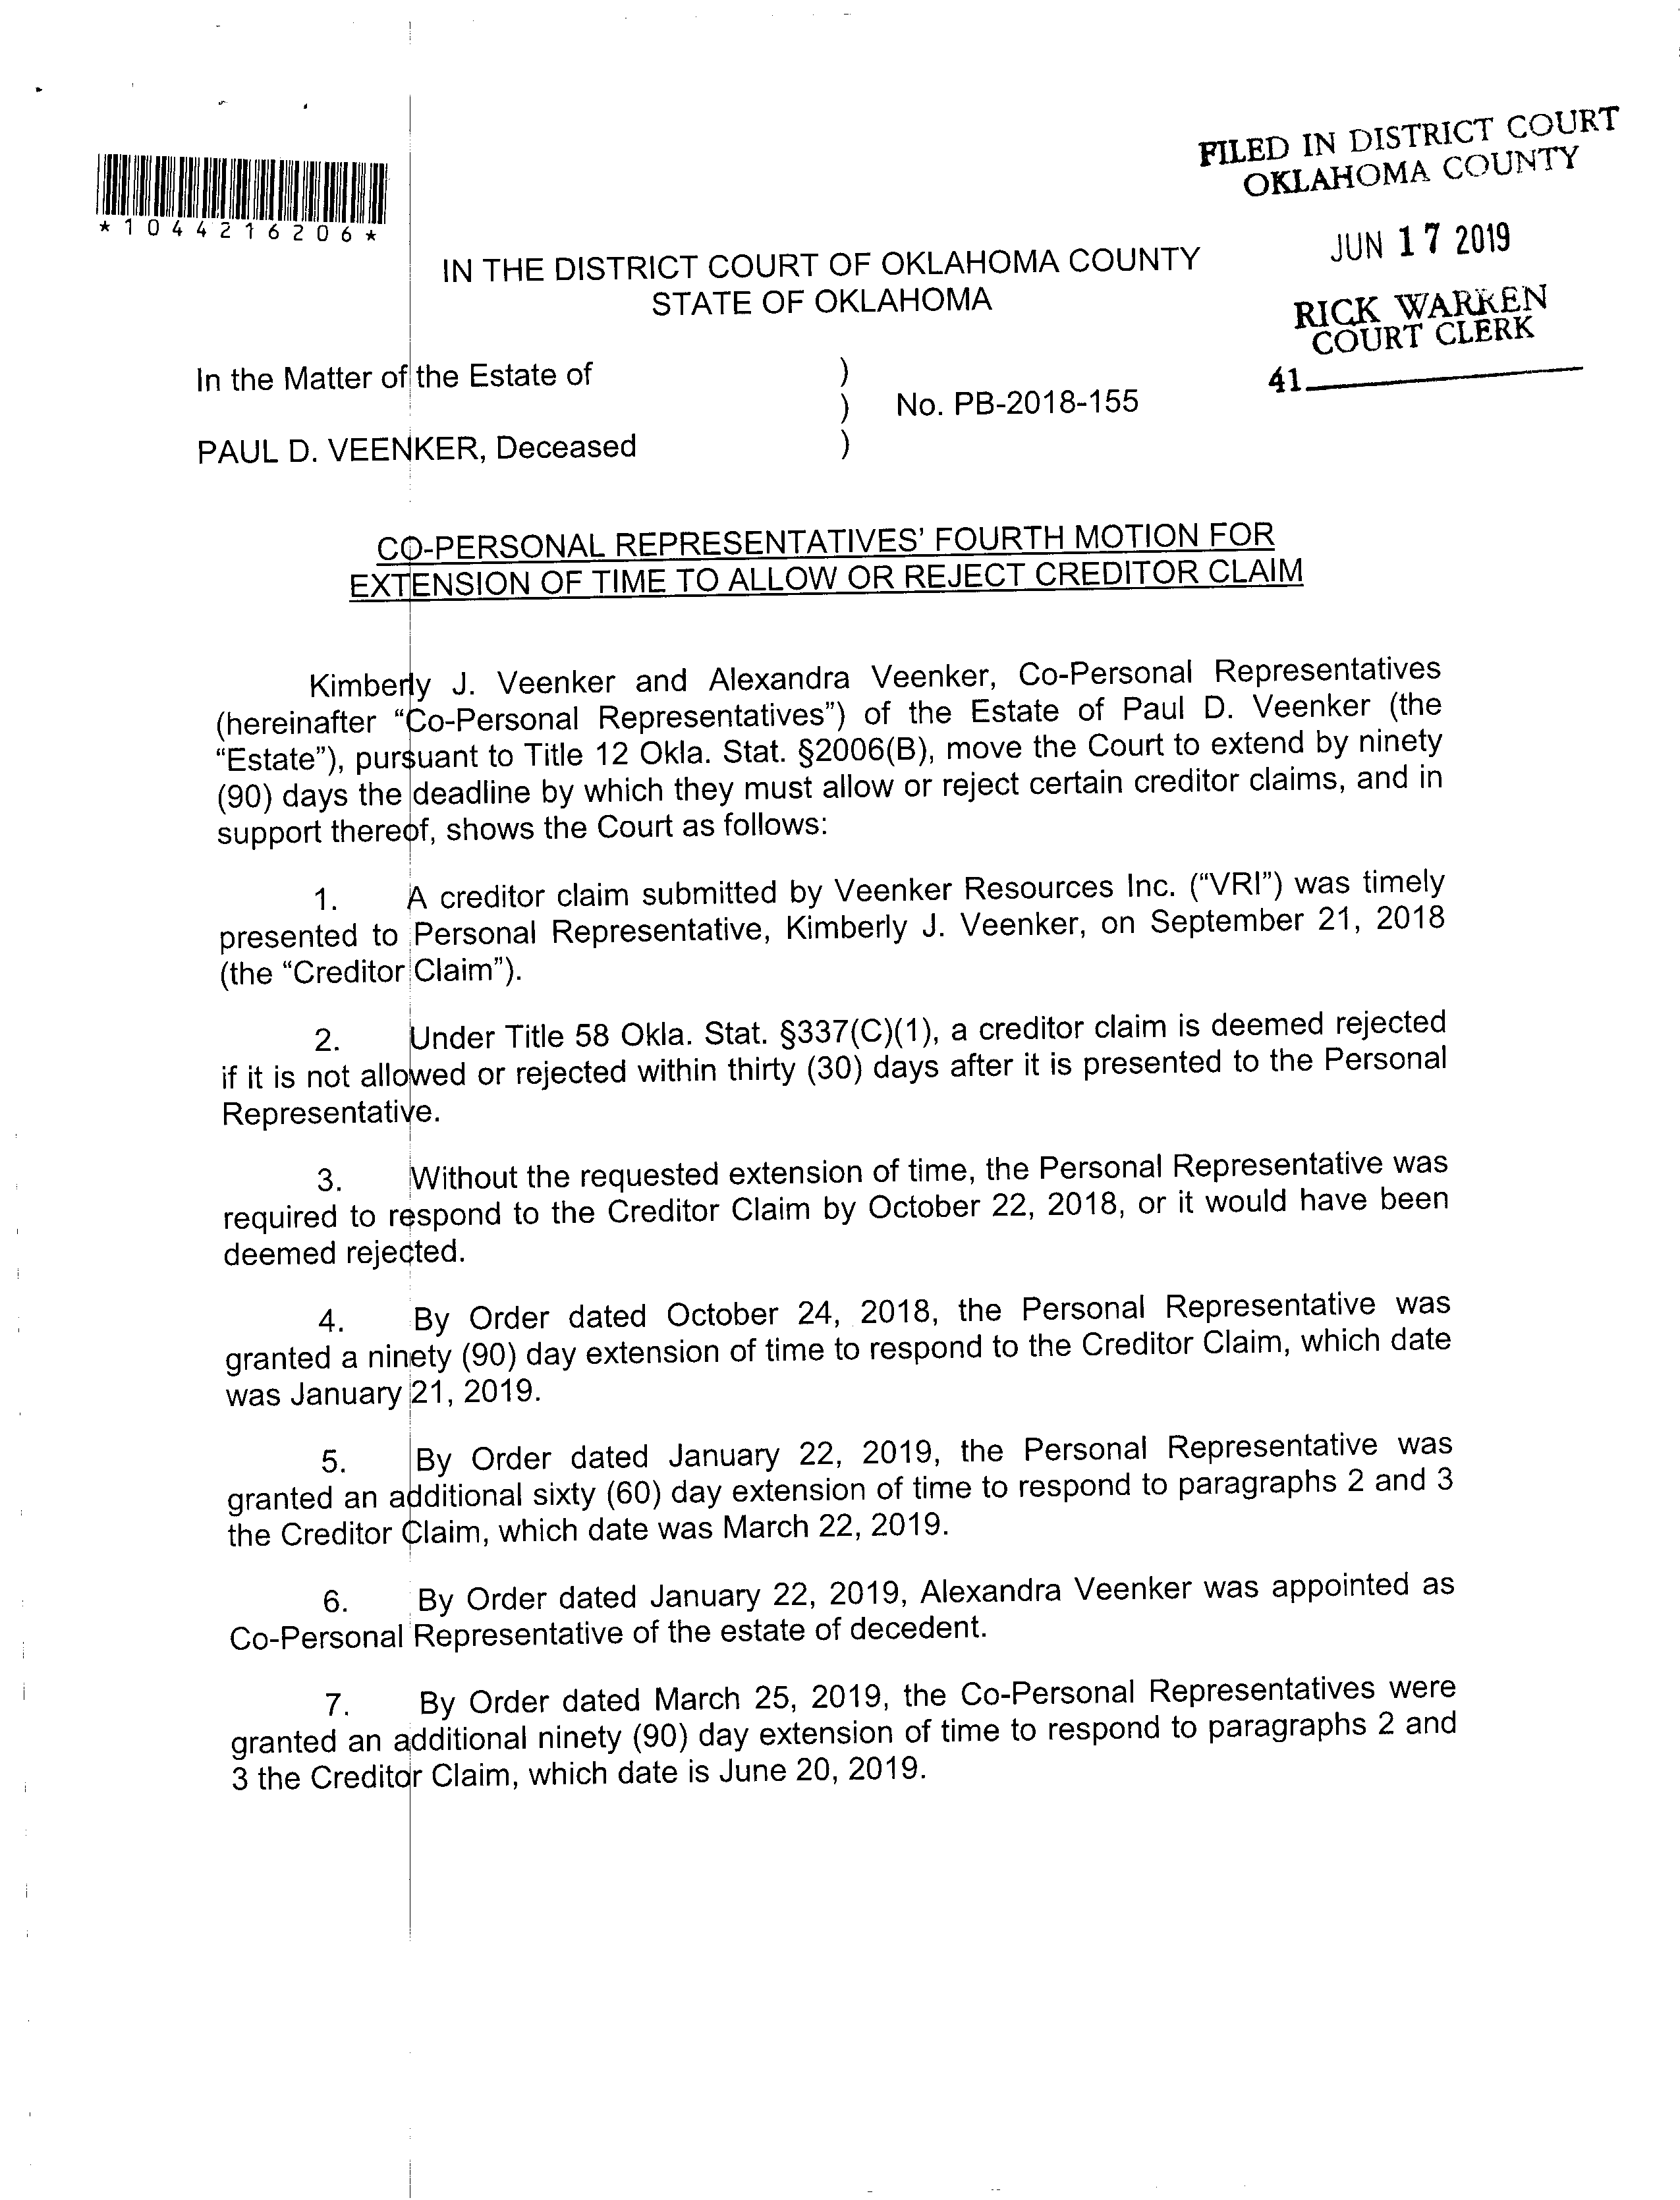 FILED IN DISTRICT COURT
OKLAHOMA COUNTY
JUN 17 2019
RICK WARREN
COURT CLERK
41
*1044216206*
IN THE DISTRICT COURT OF OKLAHOMA COUNTY
STATE OF OKLAHOMA
In the Matter of the Estate of )
) No. PB-2018-155
PAUL D. VEENKER, Deceased )
CO-PERSONAL REPRESENTATIVES' FOURTH MOTION FOR
EXTENSION OF TIME TO ALLOW OR REJECT CREDITOR CLAIM
Kimberly J. Veenker and Alexandra Veenker, Co-Personal Representatives
(hereinafter “Co-Personal Representatives”) of the Estate of Paul D. Veenker (the
“Estate”), pursuant to Title 12 Okla. Stat. §2006(B), move the Court to extend by ninety
(90) days the deadline by which they must allow or reject certain creditor claims, and in
support thereof, shows the Court as follows:
1. A creditor claim submitted by Veenker Resources Inc. (“VRI”) was timely
presented to Personal Representative, Kimberly J. Veenker, on September 21, 2018
(the “Creditor Claim”).
2. Under Title 58 Okla. Stat. §337(C)(1), a creditor claim is deemed rejected
if it is not allowed or rejected within thirty (30) days after it is presented to the Personal
Representative.
3. Without the requested extension of time, the Personal Representative was
required to respond to the Creditor Claim by October 22, 2018, or it would have been
deemed rejected.
4. By Order dated October 24, 2018, the Personal Representative was
granted a ninety (90) day extension of time to respond to the Creditor Claim, which date
was January 21, 2019.
5. By Order dated January 22, 2019, the Personal Representative was
granted an additional sixty (60) day extension of time to respond to paragraphs 2 and 3
the Creditor Claim, which date was March 22, 2019.
6. By Order dated January 22, 2019, Alexandra Veenker was appointed as
Co-Personal Representative of the estate of decedent.
7. By Order dated March 25, 2019, the Co-Personal Representatives were
granted an additional ninety (90) day extension of time to respond to paragraphs 2 and
3 the Creditor Claim, which date is June 20, 2019.